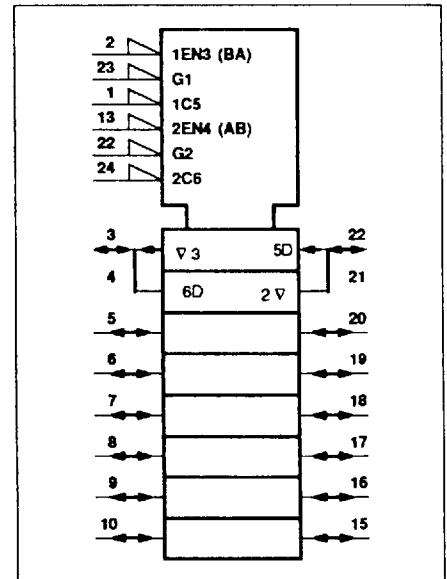 2 1EN3 (BA)
23 G1
1 1C5
13 2EN4 (AB)
22 G2
24 2C6
3 ∇ 3 5D 22
4 6D 2 ∇ 21
5 20
6 19
7 18
8 17
9 16
10 15